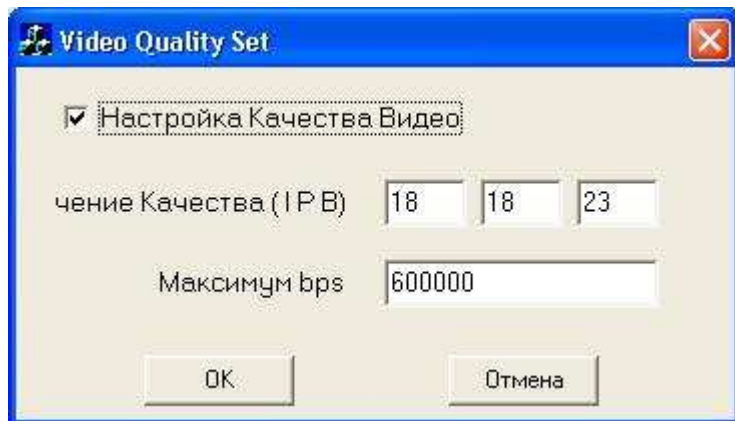 Video Quality Set
Настройка Качества Видео
чение Качества ( I P B ) 18 18 23
Максимум bps 600000
OK Отмена